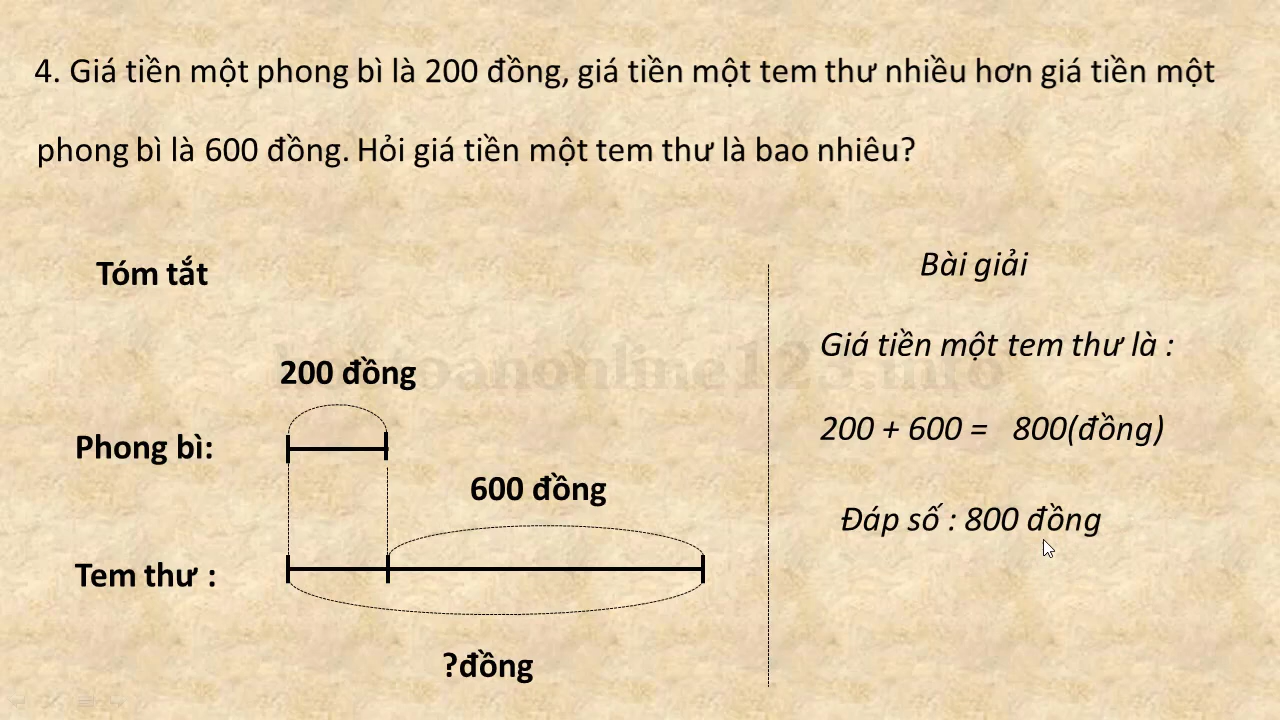 4. Giá tiền một phong bì là 200 đồng, giá tiền một tem thư nhiều hơn giá tiền một
phong bì là 600 đồng. Hỏi giá tiền một tem thư là bao nhiêu?
Tóm tắt
200 đồng
Phong bì:
600 đồng
Tem thư :
?đồng
Bài giải
Giá tiền một tem thư là :
200 + 600 = 800(đồng)
Đáp số : 800 đồng